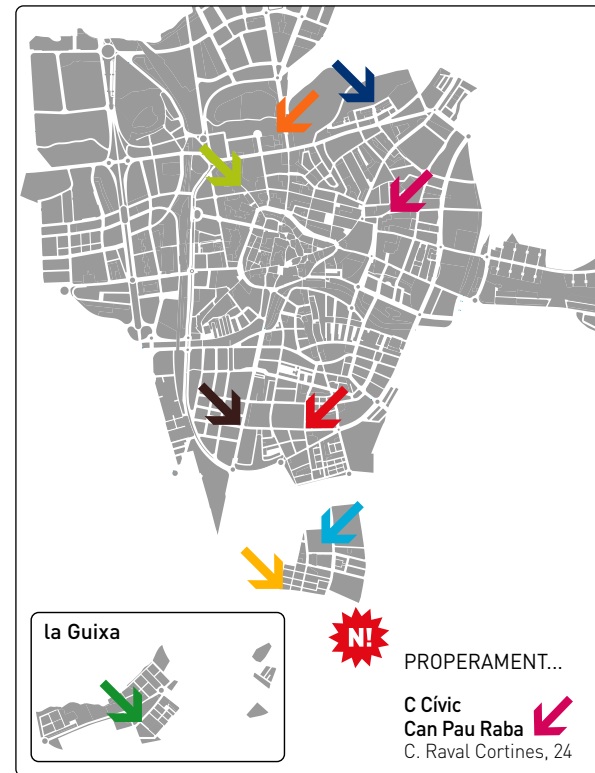 la Guixa
N!
PROPERAMENT...
C Cívic
Can Pau Raba
C. Raval Cortines, 24